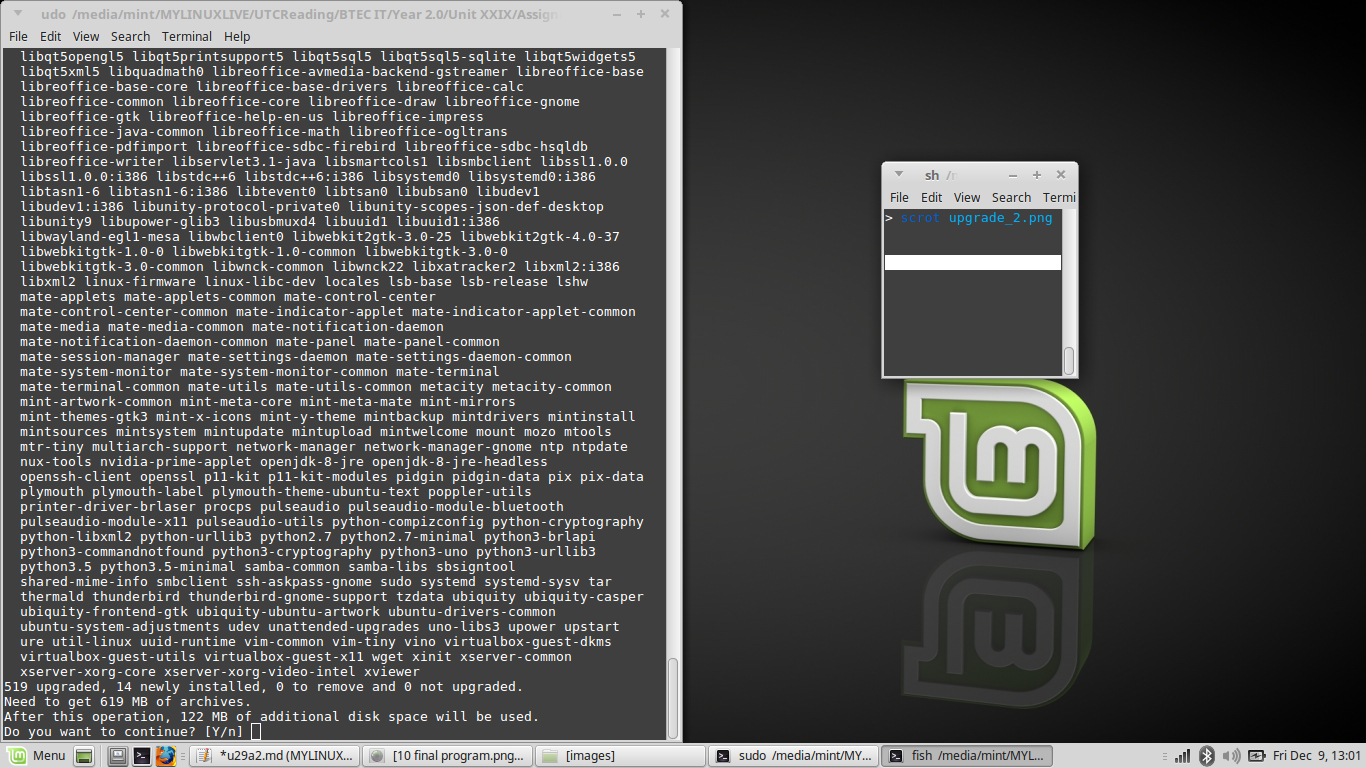 udo /media/mint/MYLINUXLIVE/UTCReading/BTEC IT/Year 2.0/Unit XXIX/Assign
File Edit View Search Terminal Help
libqt5opengl5 libqt5printsupport5 libqt5sql5 libqt5sql5-sqlite libqt5widgets5
libqt5xml5 libquadmath0 libreoffice-avmedia-backend-gstreamer libreoffice-base
libreoffice-base-core libreoffice-base-drivers libreoffice-calc
libreoffice-common libreoffice-core libreoffice-draw libreoffice-gnome
libreoffice-gtk libreoffice-help-en-us libreoffice-impress
libreoffice-java-common libreoffice-math libreoffice-ogltrans
libreoffice-pdfimport libreoffice-sdbc-firebird libreoffice-sdbc-hsqldb
libreoffice-writer libservlet3.1-java libsmartcols1 libsmbclient libssl1.0.0
libssl1.0.0:i386 libstdc++6 libstdc++6:i386 libsystemd0 libsystemd0:i386
libtasn1-6 libtasn1-6:i386 libtevent0 libtsan0 libubsan0 libudev1
libudev1:i386 libunity-protocol-private0 libunity-scopes-json-def-desktop
libunity9 libupower-glib3 libusbmuxd4 libuuid1 libuuid1:i386
libwayland-egl1-mesa libwbclient0 libwebkit2gtk-3.0-25 libwebkit2gtk-4.0-37
libwebkitgtk-1.0-0 libwebkitgtk-1.0-common libwebkitgtk-3.0-0
libwebkitgtk-3.0-common libwnck-common libwnck22 libxatracker2 libxml2:i386
libxml2 linux-firmware linux-libc-dev locales lsb-base lsb-release lshw
mate-applets mate-applets-common mate-control-center
mate-control-center-common mate-indicator-applet mate-indicator-applet-common
mate-media mate-media-common mate-notification-daemon
mate-notification-daemon-common mate-panel mate-panel-common
mate-session-manager mate-settings-daemon mate-settings-daemon-common
mate-system-monitor mate-system-monitor-common mate-terminal
mate-terminal-common mate-utils mate-utils-common metacity metacity-common
mint-artwork-common mint-meta-core mint-meta-mate mint-mirrors
mint-themes-gtk3 mint-x-icons mint-y-theme mintbackup mintdrivers mintinstall
mintsources mintsystem mintupdate mintupload mintwelcome mount mozo mtools
mtr-tiny multiarch-support network-manager network-manager-gnome ntp ntpdate
nux-tools nvidia-prime-applet openjdk-8-jre openjdk-8-jre-headless
openssh-client openssl p11-kit p11-kit-modules pidgin pidgin-data pix pix-data
plymouth plymouth-label plymouth-theme-ubuntu-text poppler-utils
printer-driver-brlaser procps pulseaudio pulseaudio-module-bluetooth
pulseaudio-module-x11 pulseaudio-utils python-compizconfig python-cryptography
python-libxml2 python-urllib3 python2.7 python2.7-minimal python3-brlapi
python3-commandnotfound python3-cryptography python3-uno python3-urllib3
python3.5 python3.5-minimal samba-common samba-libs sbsigntool
shared-mime-info smbclient ssh-askpass-gnome sudo systemd systemd-sysv tar
thermald thunderbird thunderbird-gnome-support tzdata ubiquity ubiquity-casper
ubiquity-frontend-gtk ubiquity-ubuntu-artwork ubuntu-drivers-common
ubuntu-system-adjustments udev unattended-upgrades uno-libs3 upower upstart
ure util-linux uuid-runtime vim-common vim-tiny vino virtualbox-guest-dkms
virtualbox-guest-utils virtualbox-guest-x11 wget xinit xserver-common
xserver-xorg-core xserver-xorg-video-intel xviewer
519 upgraded, 14 newly installed, 0 to remove and 0 not upgraded.
Need to get 619 MB of archives.
After this operation, 122 MB of additional disk space will be used.
Do you want to continue? [Y/n]
sh /m
File Edit View Search Termi
> scrot upgrade_2.png
Menu
*u29a2.md (MYLINUX...
[10 final program.png...
[images]
sudo /media/mint/MY...
fish /media/mint/MYL...
Fri Dec 9, 13:01